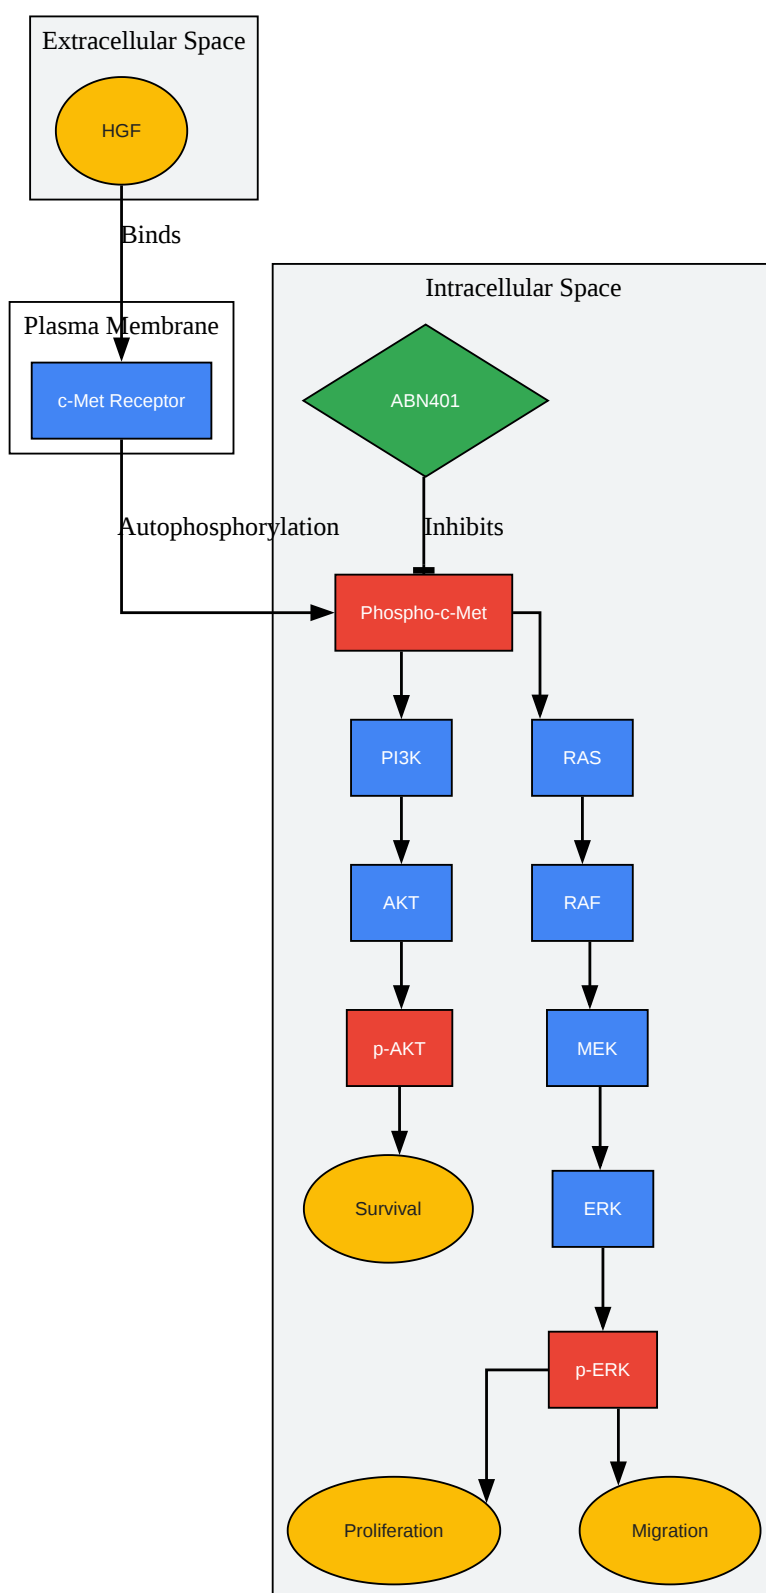 Extracellular Space
HGF
Binds
Intracellular Space
Plasma Membrane
c-Met Receptor
ABN401
Autophosphorylation
Inhibits
Phospho-c-Met
PI3K
RAS
AKT
RAF
p-AKT
MEK
Survival
ERK
p-ERK
Proliferation
Migration